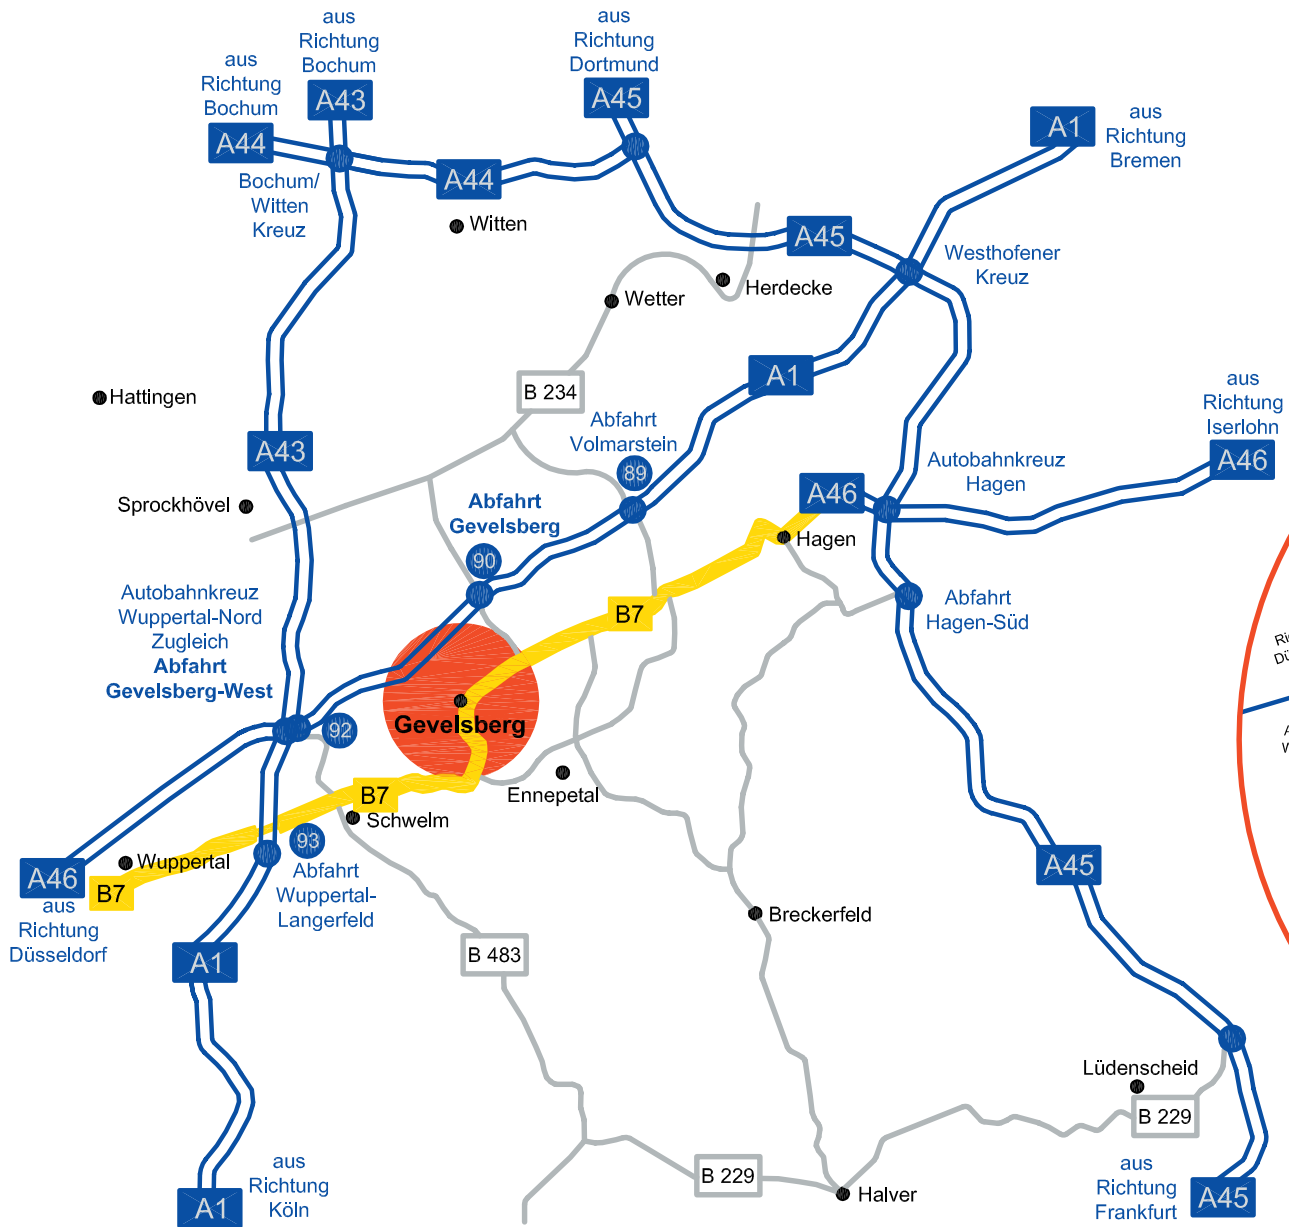 aus
Richtung
Bochum
A43
aus
Richtung
Bochum
A44
aus
Richtung
Dortmund
A45
A1
aus
Richtung
Bremen
Bochum/
Witten
Kreuz
A44
Witten
A45
Westhofener
Kreuz
Herdecke
Wetter
A1
B 234
Hattingen
aus
Richtung
Iserlohn
A46
Abfahrt
Volmarstein
89
A43
Autobahnkreuz
Hagen
A46
Sprockhövel
Abfahrt
Gevelsberg
90
Hagen
Autobahnkreuz
Wuppertal-Nord
Zugleich
Abfahrt
Gevelsberg-West
B7
Abfahrt
Hagen-Süd
92
Gevelsberg
B7
Ennepetal
Schwelm
93
Abfahrt
Wuppertal-
Langerfeld
Wuppertal
A46
B7
aus
Richtung
Düsseldorf
A45
Breckerfeld
A1
B 483
Lüdenscheid
B 229
B 229
Halver
aus
Richtung
Köln
A1
aus
Richtung
Frankfurt
A45